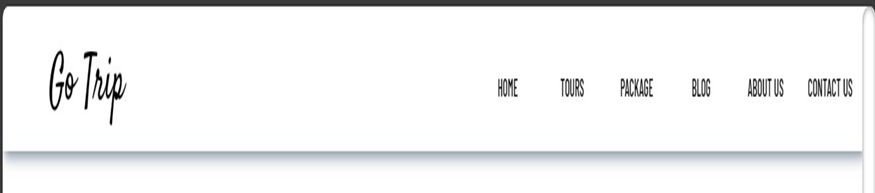 Go Trip
HOME TOURS PACKAGE BLOG ABOUT US CONTACT US